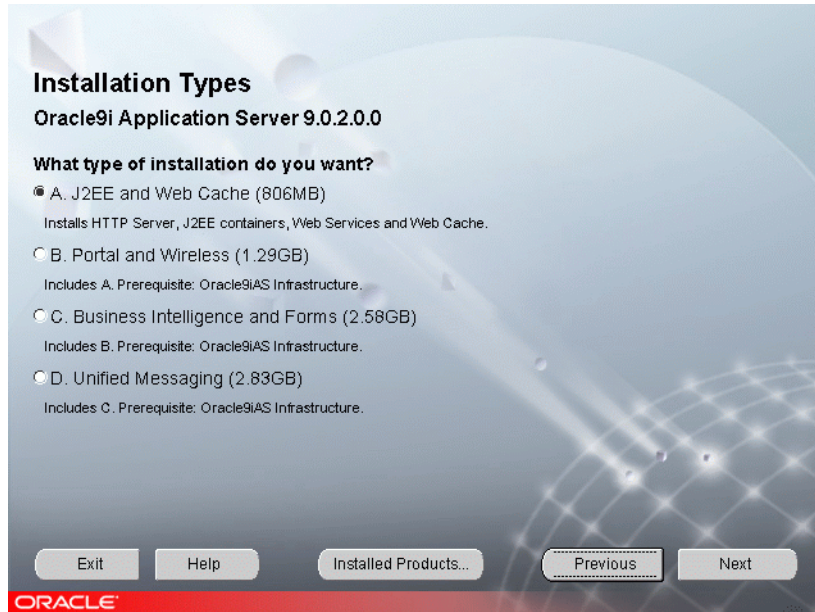 Installation Types
Oracle9i Application Server 9.0.2.0.0
What type of installation do you want?
A. J2EE and Web Cache (806MB)
Installs HTTP Server, J2EE containers, Web Services and Web Cache.
B. Portal and Wireless (1.29GB)
Includes A. Prerequisite: Oracle9iAS Infrastructure.
C. Business Intelligence and Forms (2.58GB)
Includes B. Prerequisite: Oracle9iAS Infrastructure.
D. Unified Messaging (2.83GB)
Includes C. Prerequisite: Oracle9iAS Infrastructure.
Exit Help Installed Products... Previous Next
ORACLE